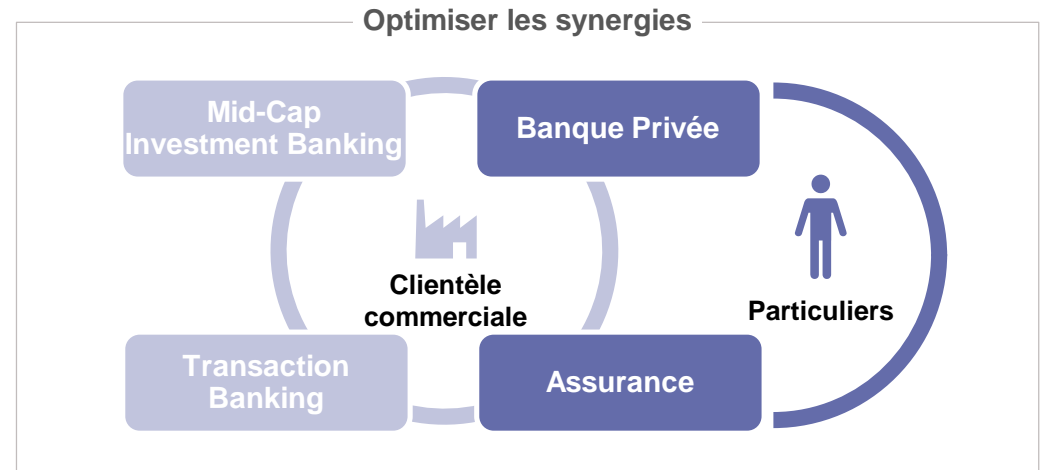 Optimiser les synergies
Mid-Cap
Investment Banking
Banque Privée
Clientèle
commerciale
Particuliers
Transaction
Banking
Assurance